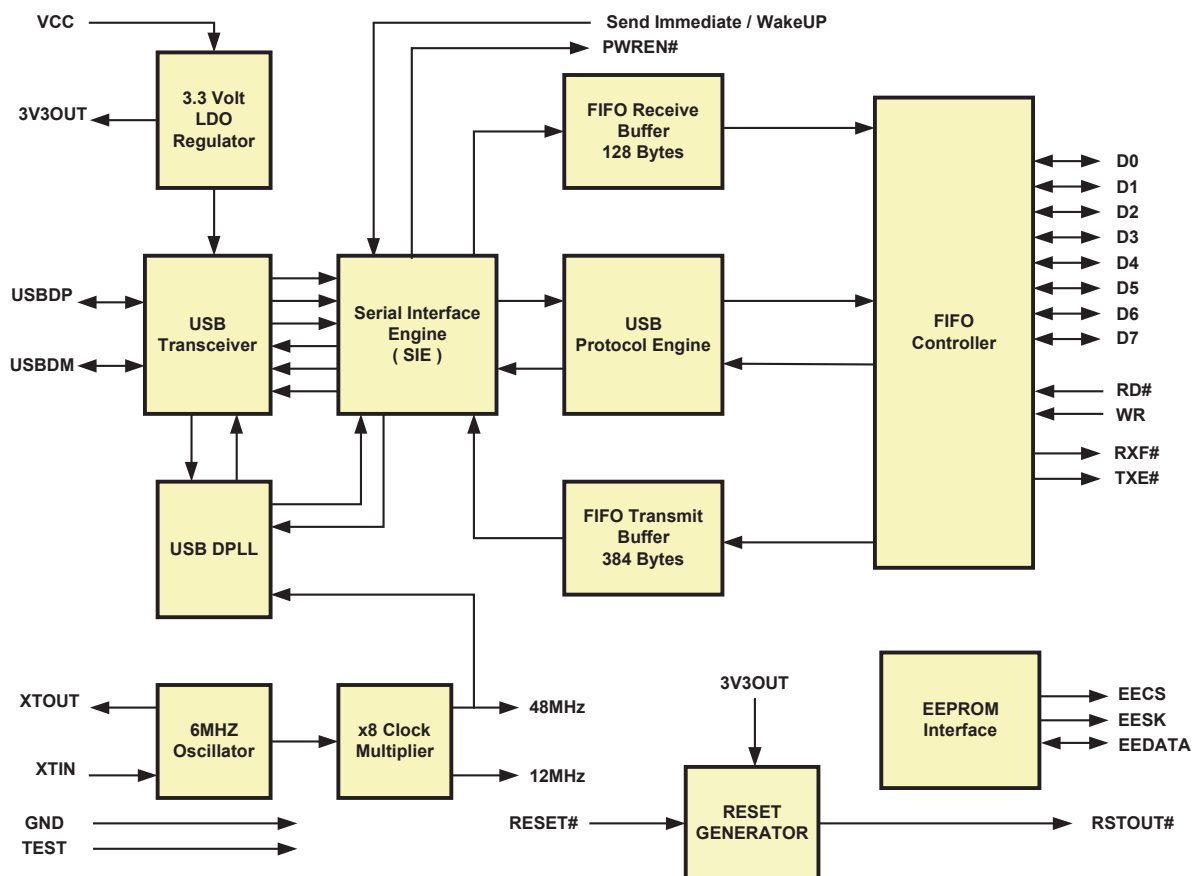 VCC
Send Immediate / WakeUP
PWREN#
3.3 Volt
LDO
Regulator
3V3OUT
FIFO Receive
Buffer
128 Bytes
D0
D1
D2
D3
D4
D5
D6
D7
USBDP
USBDM
USB
Transceiver
Serial Interface
Engine
( SIE )
USB
Protocol Engine
FIFO
Controller
RD#
WR
RXF#
TXE#
USB DPLL
FIFO Transmit
Buffer
384 Bytes
XTOUT
XTIN
6MHZ
Oscillator
x8 Clock
Multiplier
48MHz
12MHz
3V3OUT
EEPROM
Interface
EECS
EESK
EEDATA
GND
TEST
RESET#
RESET
GENERATOR
RSTOUT#